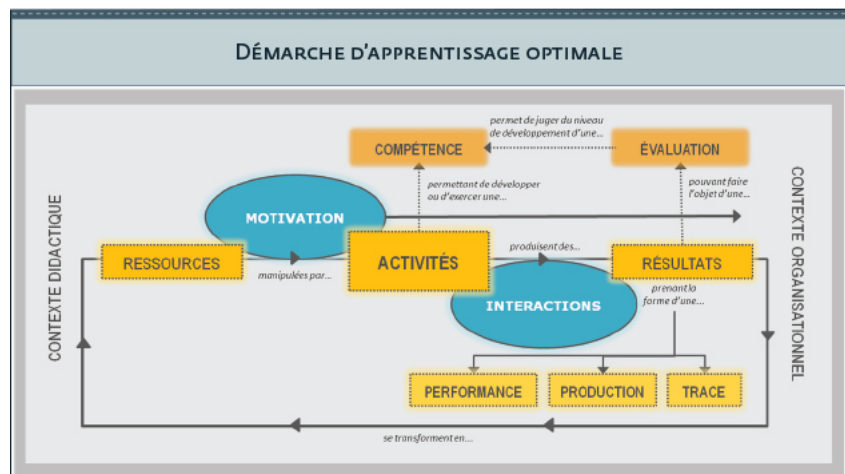 DÉMARCHE D'APPRENTISSAGE OPTIMALE
permet de juger du niveau
de développement d'une...
COMPÉTENCE
ÉVALUATION
permettant de développer
ou d'exercer une...
pouvant faire
l'objet d'une...
CONTEXTE DIDACTIQUE
CONTEXTE ORGANISATIONNEL
MOTIVATION
RESSOURCES
manipulées par...
ACTIVITÉS
produisent des...
RÉSULTATS
INTERACTIONS
prenant la
forme d'une...
PERFORMANCE
PRODUCTION
TRACE
se transforment en...